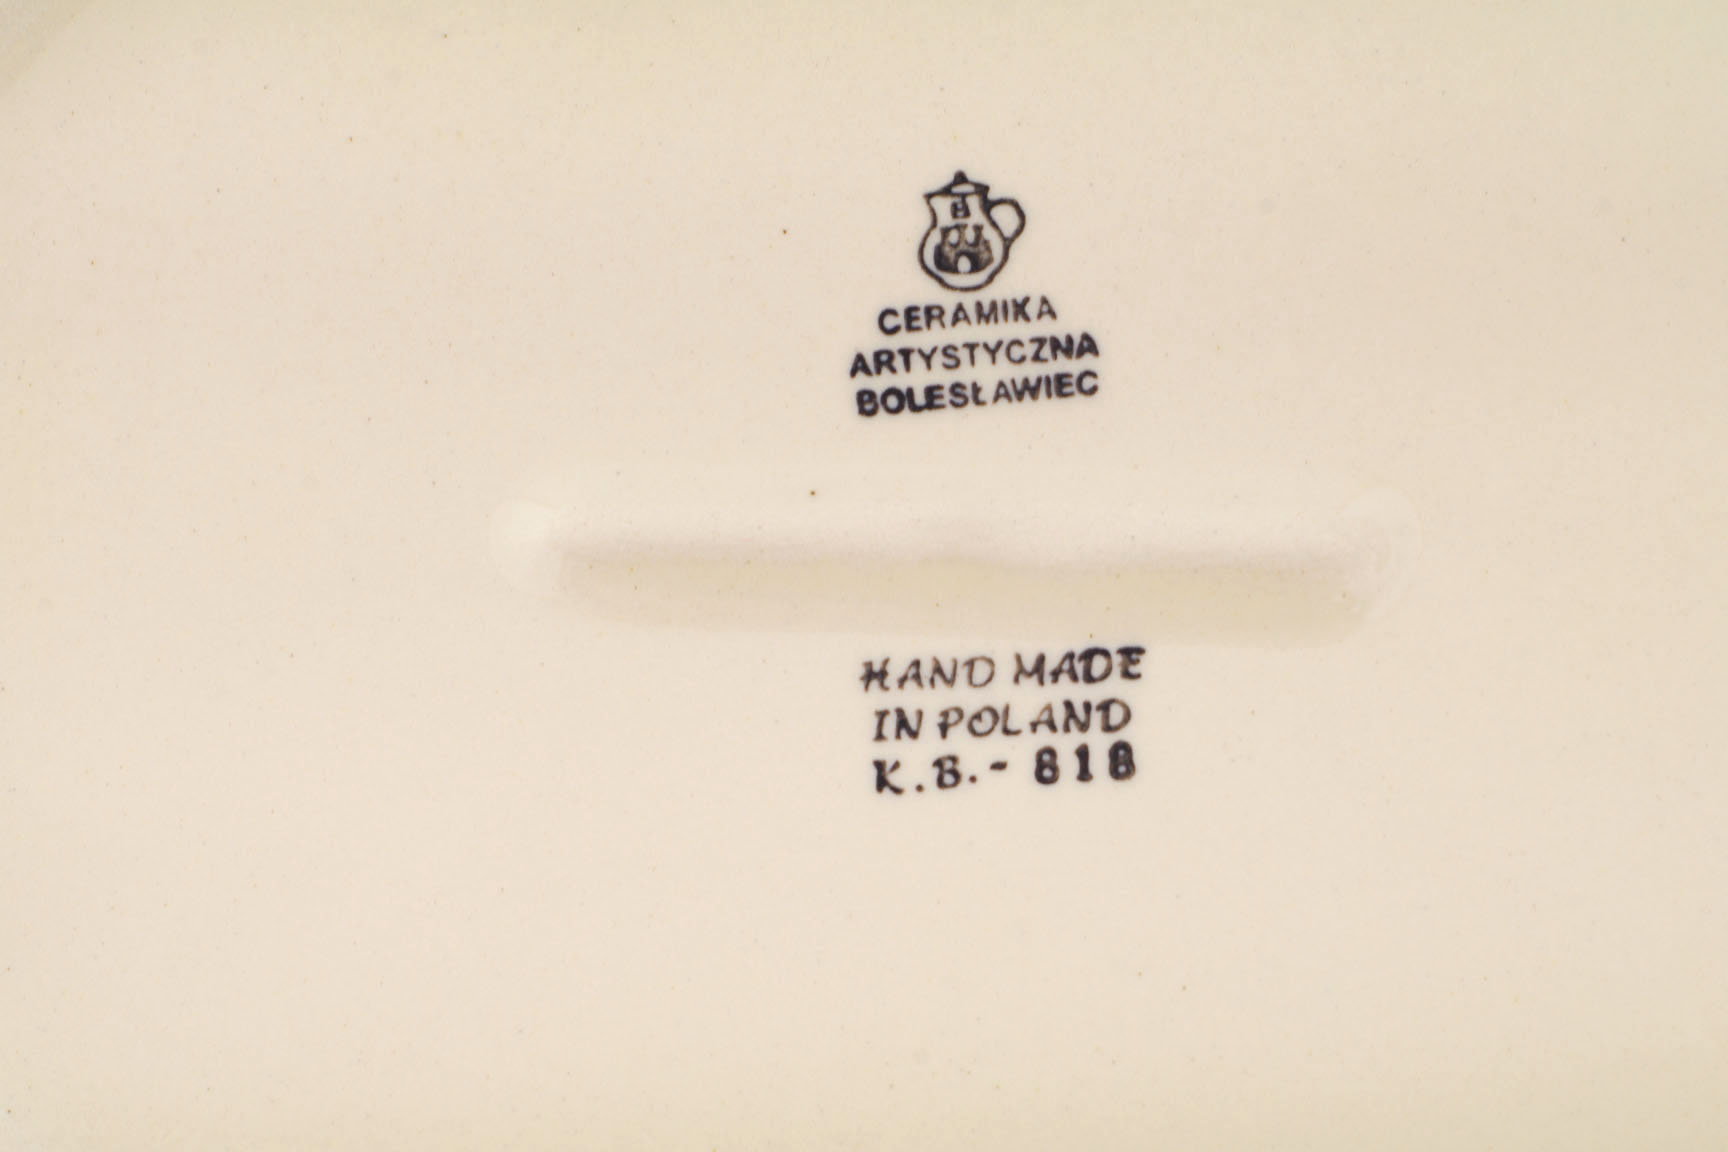 B
CERAMIKA
ARTYSTYCZNA
BOLESŁAWIEC
HAND MADE
IN POLAND
K.B.- 818